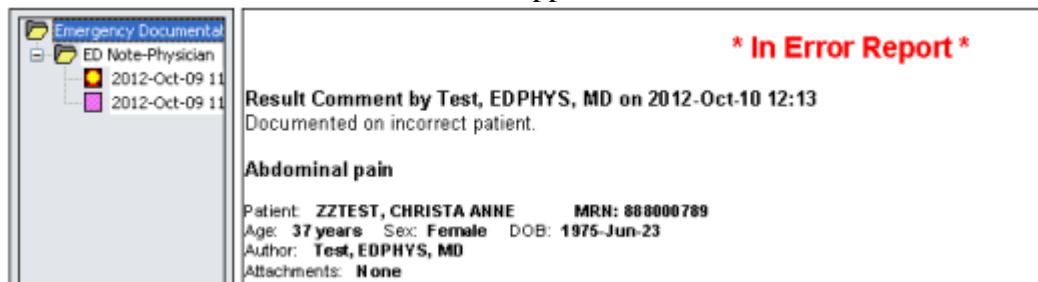 Emergency Documentat
ED Note-Physician
2012-Oct-09 11
2012-Oct-09 11
* In Error Report *
Result Comment by Test, EDPHYS, MD on 2012-Oct-10 12:13
Documented on incorrect patient.
Abdominal pain
Patient: ZZTEST, CHRISTA ANNE MRN: 888000789
Age: 37 years Sex: Female DOB: 1975-Jun-23
Author: Test, EDPHYS, MD
Attachments: None